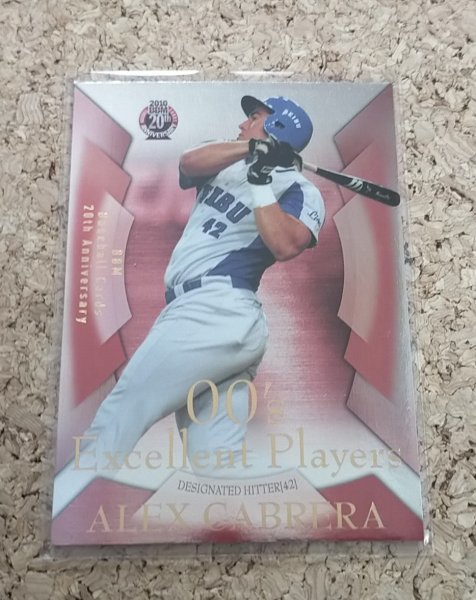 2010
BBM
20th
ANNIVERSARY
SEIBU
42
BBM
Baseball Cards
20th Anniversary
00's
Excellent Players
DESIGNATED HITTER[42]
ALEX CABRERA